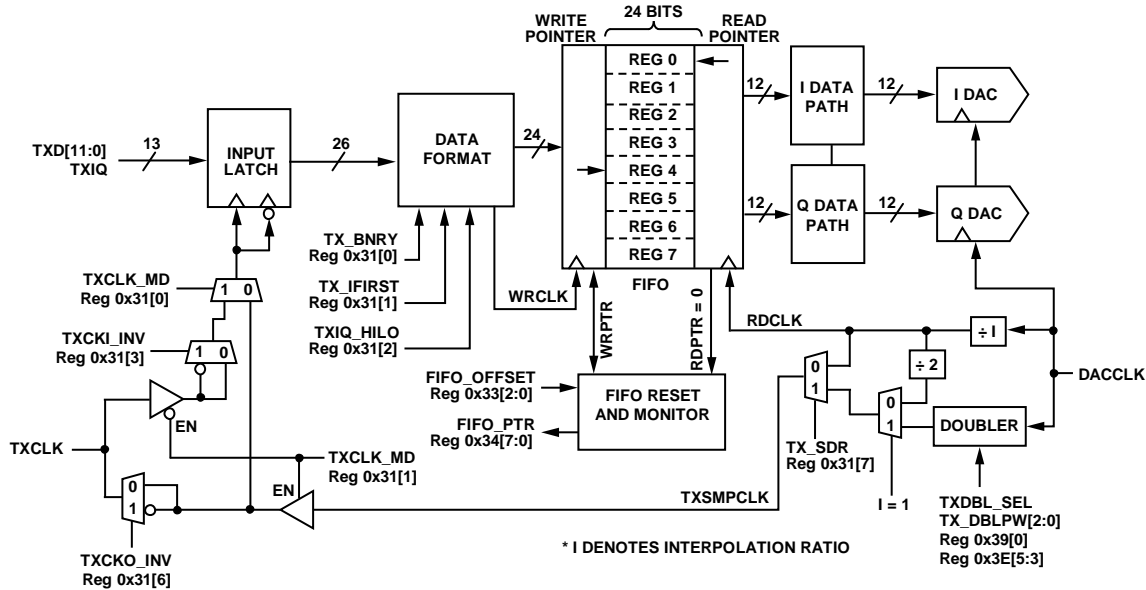 24 BITS
WRITE
POINTER
READ
POINTER
REG 0
REG 1
REG 2
REG 3
REG 4
REG 5
REG 6
REG 7
FIFO
TXD[11:0]
TXIQ
13
INPUT
LATCH
26
DATA
FORMAT
24
12
I DATA
PATH
12
I DAC
12
Q DATA
PATH
12
Q DAC
TX_BNRY
Reg 0x31[0]
TX_IFIRST
Reg 0x31[1]
TXIQ_HILO
Reg 0x31[2]
WRCLK
WRPTR
RDPTR = 0
RDCLK
TXCLK_MD
Reg 0x31[0]
1 0
TXCKI_INV
Reg 0x31[3]
1 0
EN
TXCLK
TXCLK_MD
Reg 0x31[1]
EN
0
1
TXCKO_INV
Reg 0x31[6]
FIFO_OFFSET
Reg 0x33[2:0]
FIFO_PTR
Reg 0x34[7:0]
FIFO RESET
AND MONITOR
TXSMPCLK
0
1
TX_SDR
Reg 0x31[7]
0
1
I = 1
÷ I
÷ 2
DOUBLER
DACCLK
TXDBL_SEL
TX_DBLPW[2:0]
Reg 0x39[0]
Reg 0x3E[5:3]
* I DENOTES INTERPOLATION RATIO